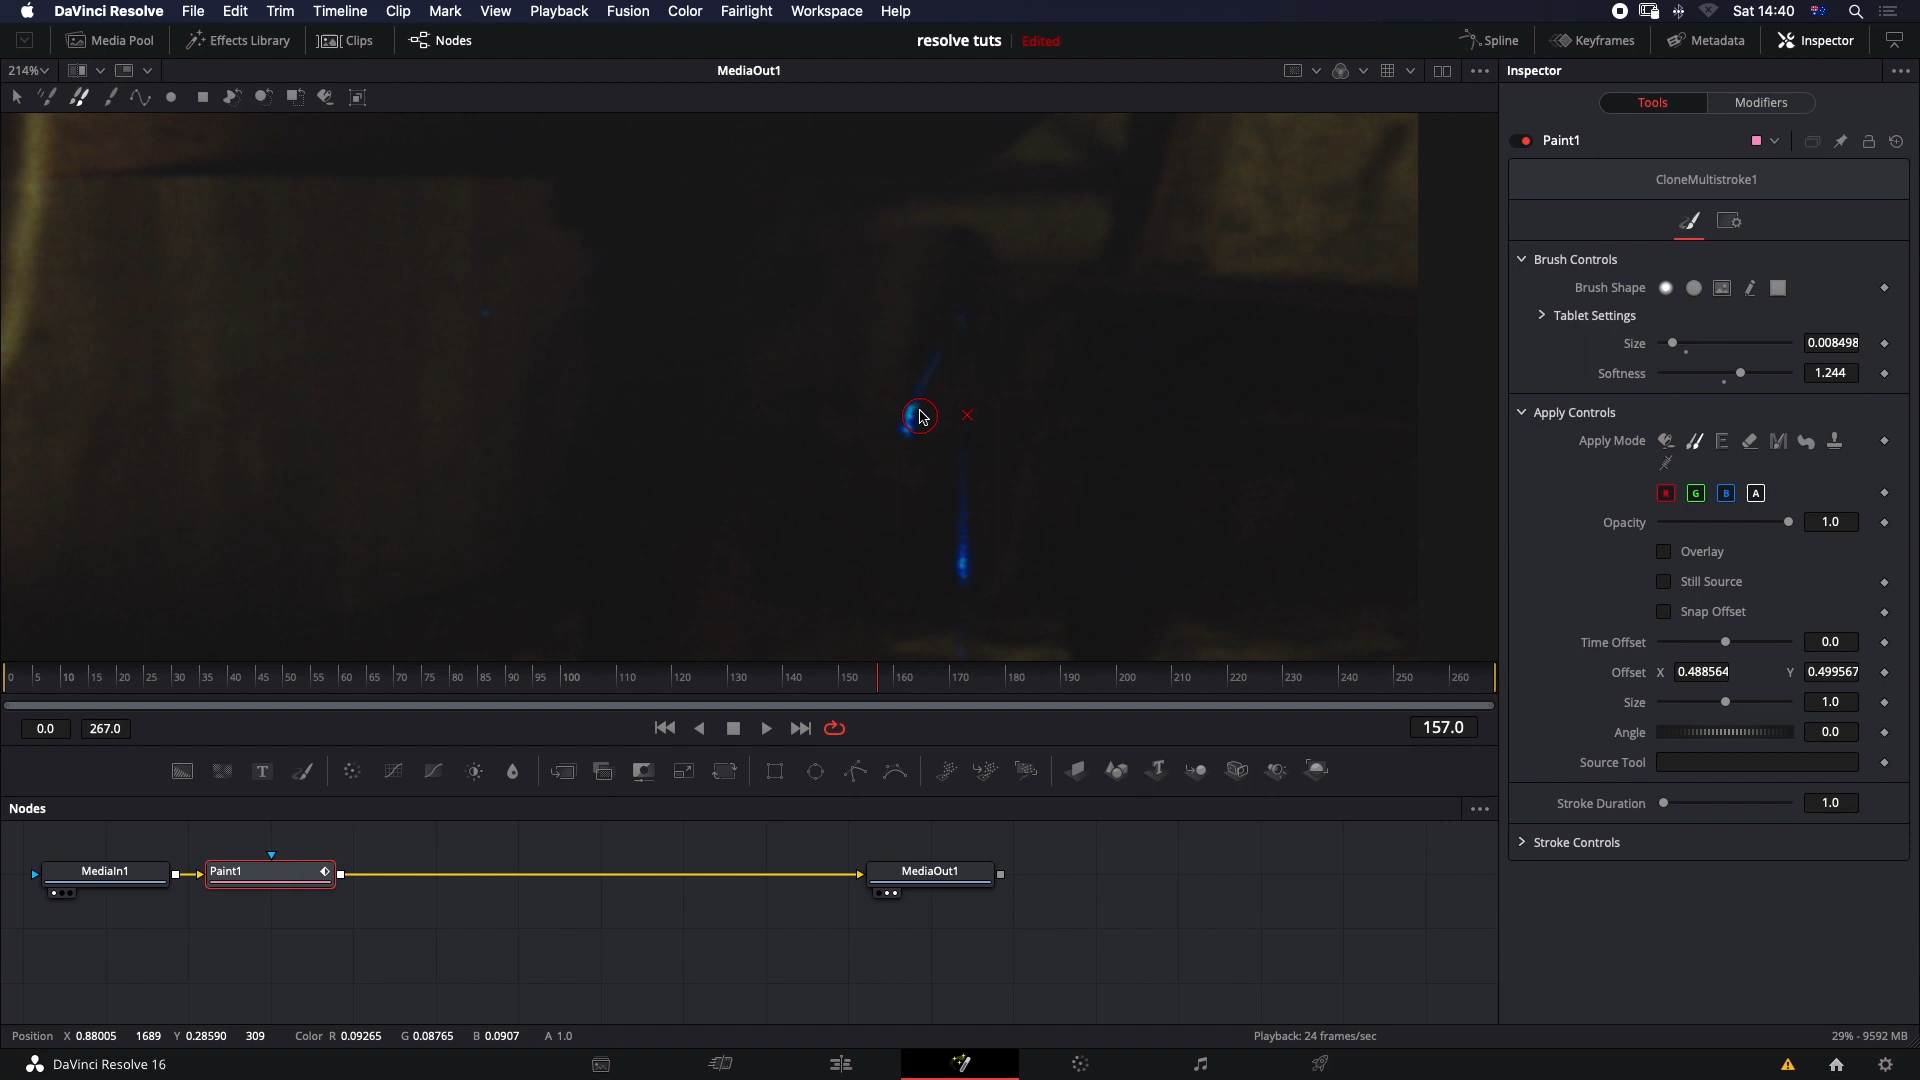 DaVinci Resolve File Edit Trim Timeline Clip Mark View Playback Fusion Color Fairlight Workspace Help Sat 14:40
Media Pool Effects Library Clips Nodes resolve tuts Edited Spline Keyframes Metadata Inspector
214% MediaOut1 Inspector
Tools Modifiers
Paint1
CloneMultistroke1
Brush Controls
Brush Shape
Tablet Settings
Size 0.008498
Softness 1.244
Apply Controls
Apply Mode
R G B A
Opacity 1.0
Overlay
Still Source
Snap Offset
Time Offset 0.0
Offset X 0.488564 Y 0.499567
Size 1.0
Angle 0.0
Source Tool
Stroke Duration 1.0
Stroke Controls
0 5 10 15 20 25 30 35 40 45 50 55 60 65 70 75 80 85 90 95 100 110 120 130 140 150 160 170 180 190 200 210 220 230 240 250 260
0.0 267.0 157.0
Nodes
MediaIn1 Paint1 MediaOut1
Position X 0.88005 1689 Y 0.28590 309 Color R 0.09265 G 0.08765 B 0.0907 A 1.0 Playback: 24 frames/sec 29% - 9592 MB
DaVinci Resolve 16